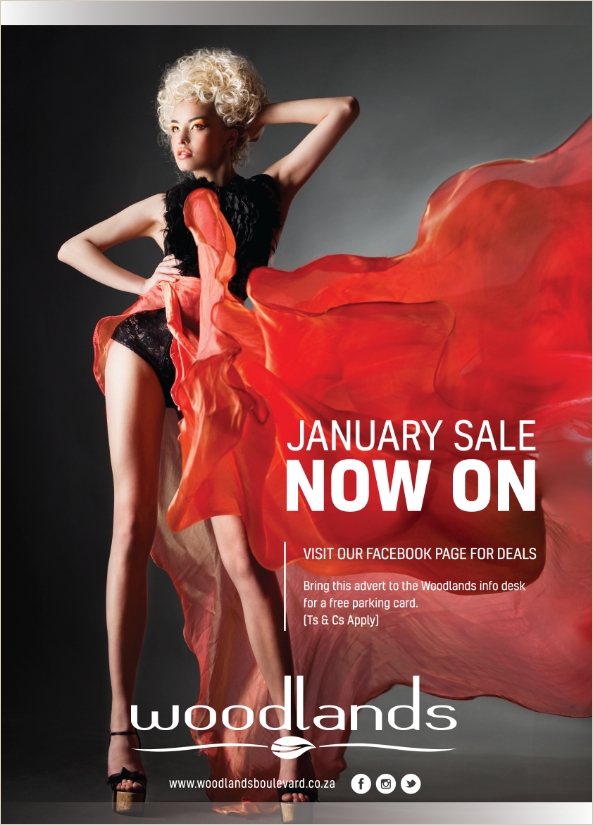 JANUARY SALE
NOW ON
VISIT OUR FACEBOOK PAGE FOR DEALS
Bring this advert to the Woodlands info desk
for a free parking card.
(Ts & Cs Apply)
woodlands
www.woodlandsboulevard.co.za